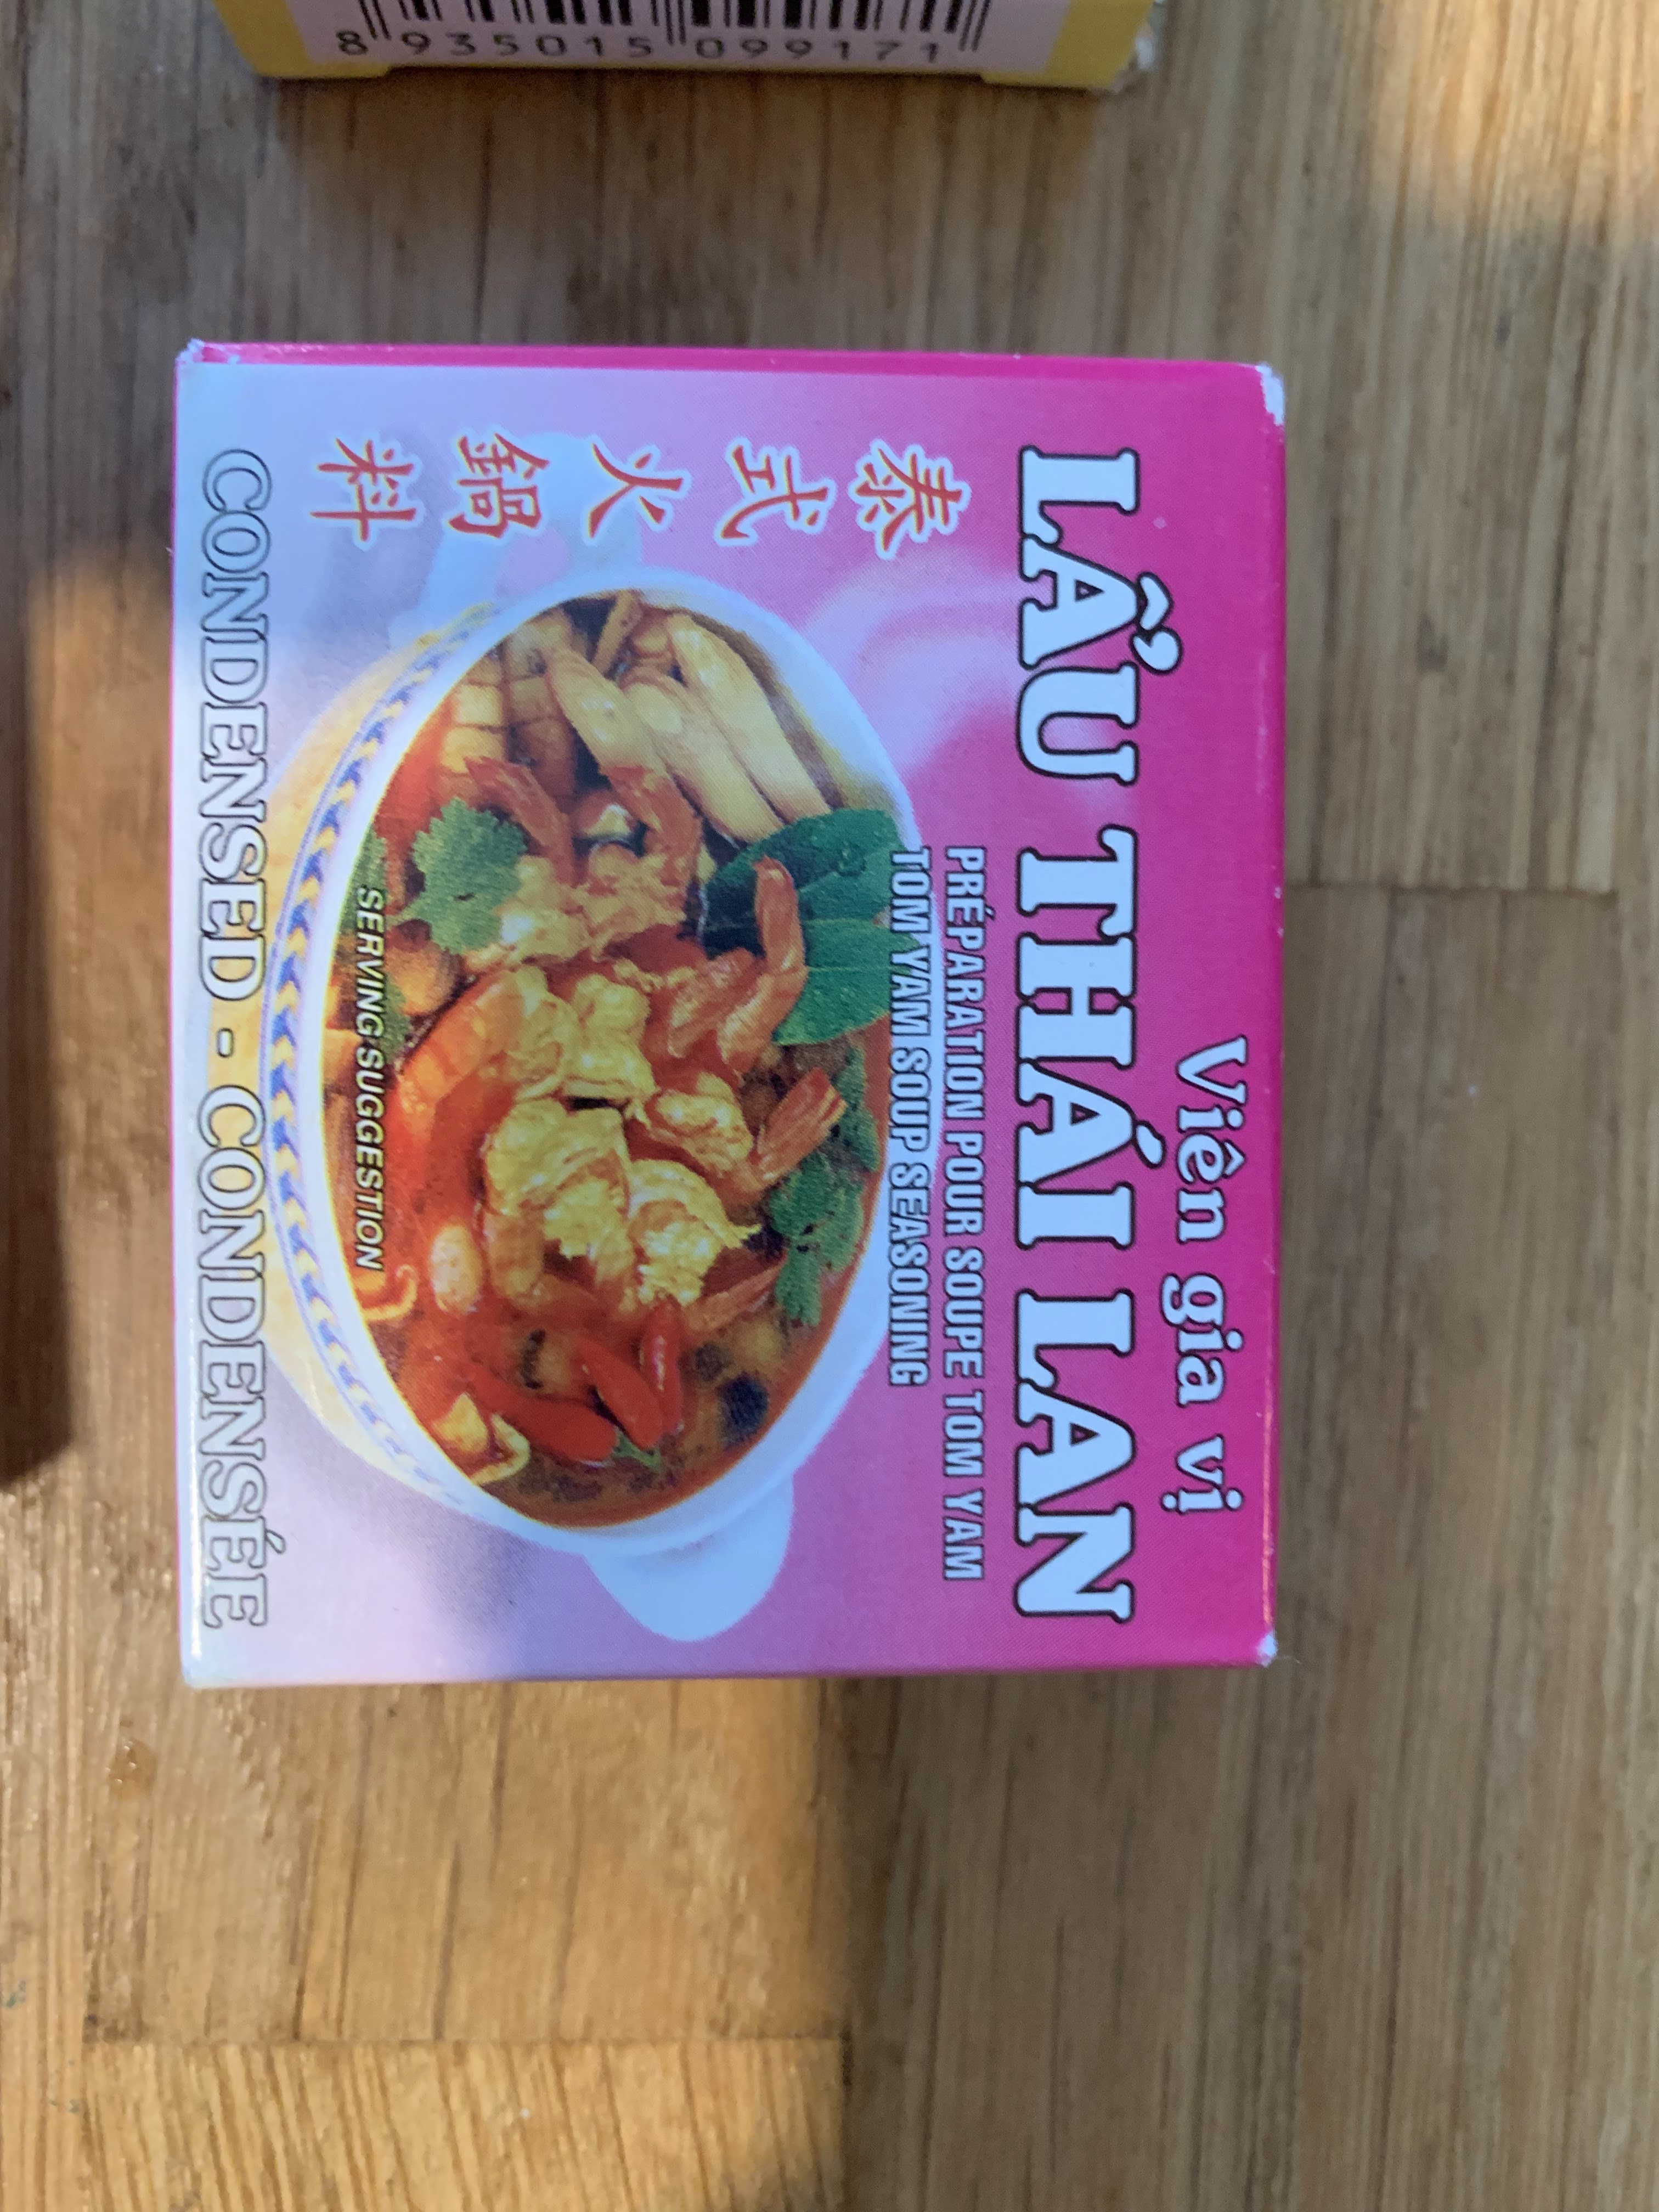 8 935015 099171
Viên gia vị
LẨU THÁI LAN
PRÉPARATION POUR SOUPE TOM YAM
TOM YAM SOUP SEASONING
泰式火鍋料
SERVING SUGGESTION
CONDENSED - CONDENSÉE